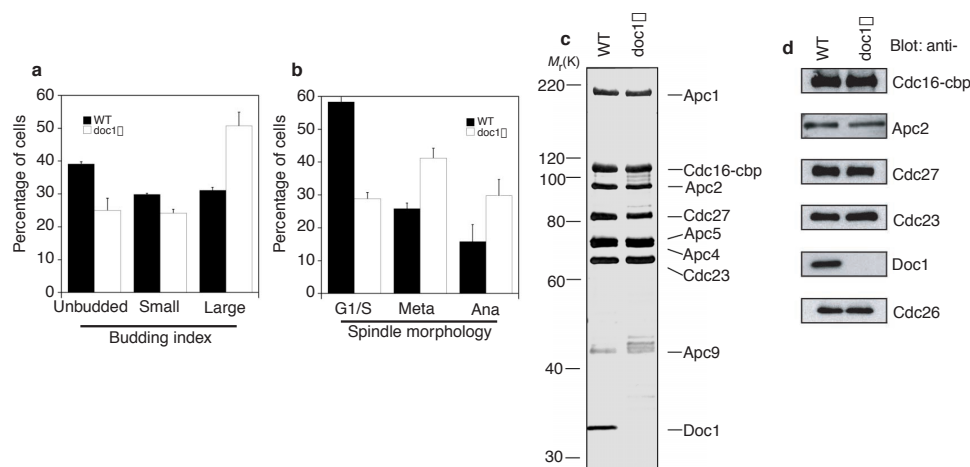 a
Percentage of cells
60
50
40
30
20
10
0
WT
doc1▯
Unbudded Small Large
Budding index
b
Percentage of cells
60
50
40
30
20
10
0
WT
doc1▯
G1/S Meta Ana
Spindle morphology
c
WT
doc1▯
Mr(K)
220
120
100
80
60
40
30
Apc1
Cdc16-cbp
Apc2
Cdc27
Apc5
Apc4
Cdc23
Apc9
Doc1
d
WT
doc1▯
Blot: anti-
Cdc16-cbp
Apc2
Cdc27
Cdc23
Doc1
Cdc26